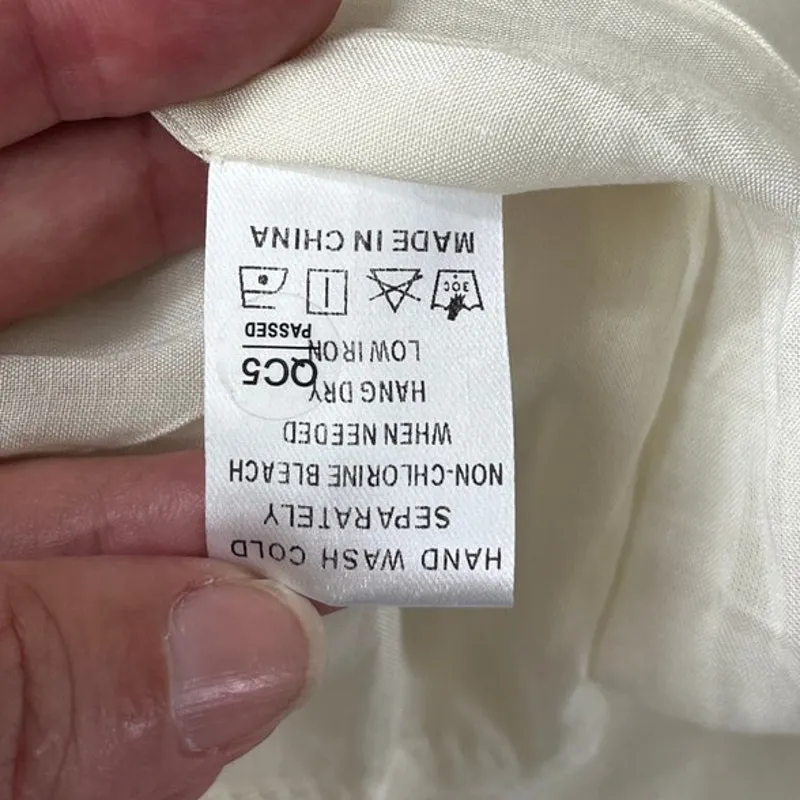 HAND WASH COLD
SEPARATELY
NON-CHLORINE BLEACH
WHEN NEEDED
HANG DRY
LOW IRON
QC5
PASSED
30C
MADE IN CHINA